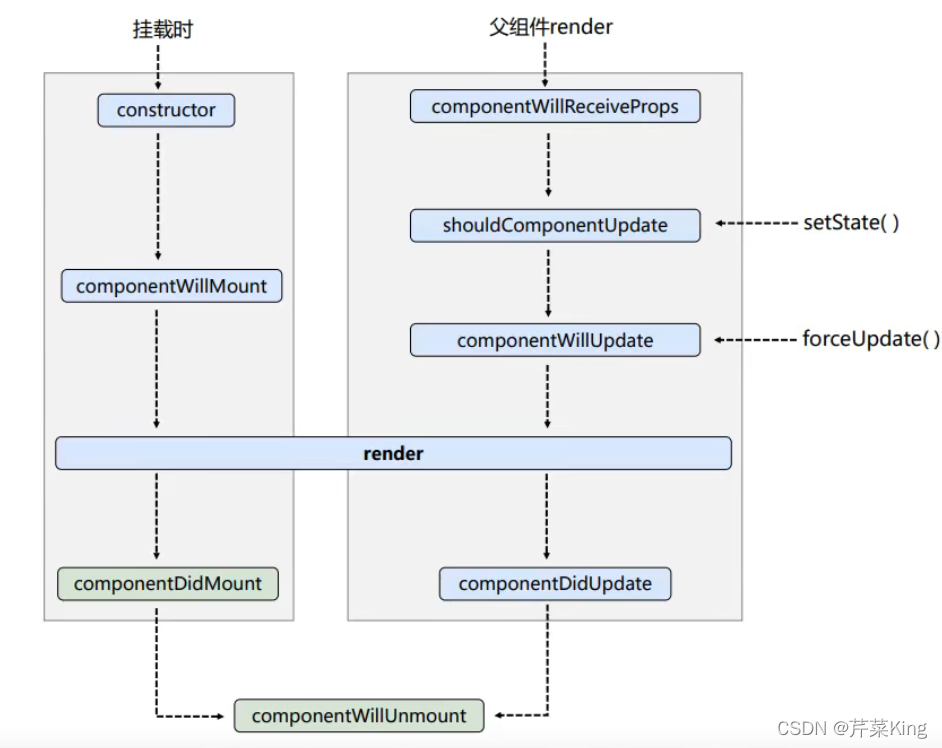 挂载时
constructor
componentWillMount
父组件render
componentWillReceiveProps
shouldComponentUpdate
setState( )
componentWillUpdate
forceUpdate( )
render
componentDidMount
componentDidUpdate
componentWillUnmount
CSDN @芹菜King